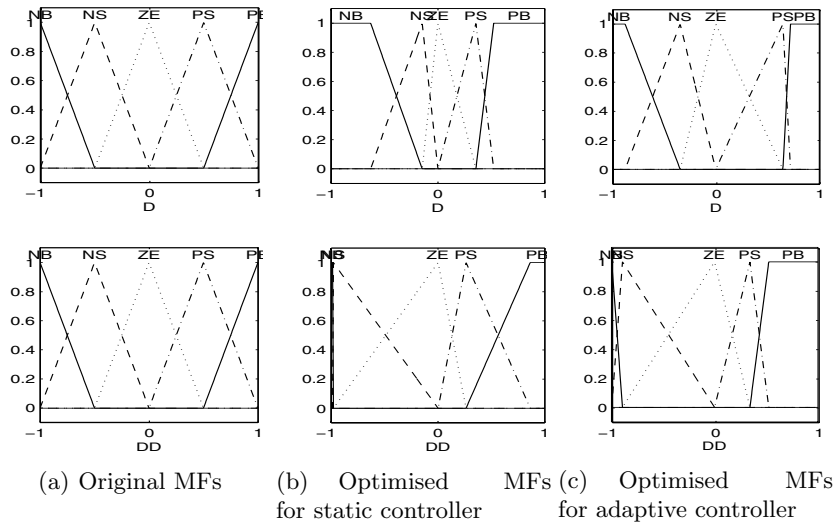 NB NS ZE PS PB
1
0.8
0.6
0.4
0.2
0
−1 0 1
D
NB NS ZE PS PB
1
0.8
0.6
0.4
0.2
0
−1 0 1
D
NB NS ZE PS PB
1
0.8
0.6
0.4
0.2
0
−1 0 1
D
NB NS ZE PS PB
1
0.8
0.6
0.4
0.2
0
−1 0 1
DD
NB NS ZE PS PB
1
0.8
0.6
0.4
0.2
0
−1 0 1
DD
NB NS ZE PS PB
1
0.8
0.6
0.4
0.2
0
−1 0 1
DD
(a) Original MFs
(b) Optimised MFs
for static controller
(c) Optimised MFs
for adaptive controller